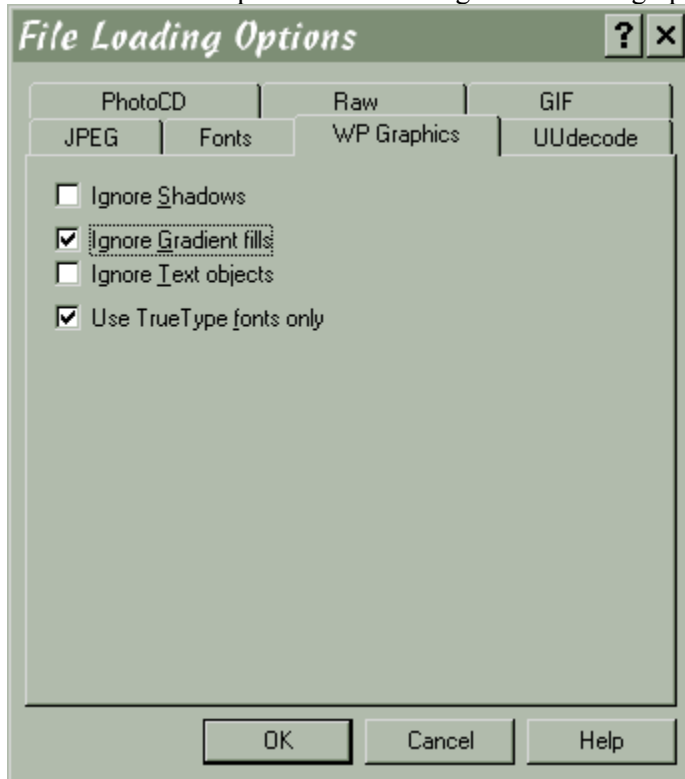 File Loading Options
PhotoCD Raw GIF
JPEG Fonts WP Graphics UUdecode
Ignore Shadows
Ignore Gradient fills
Ignore Text objects
Use TrueType fonts only
OK Cancel Help